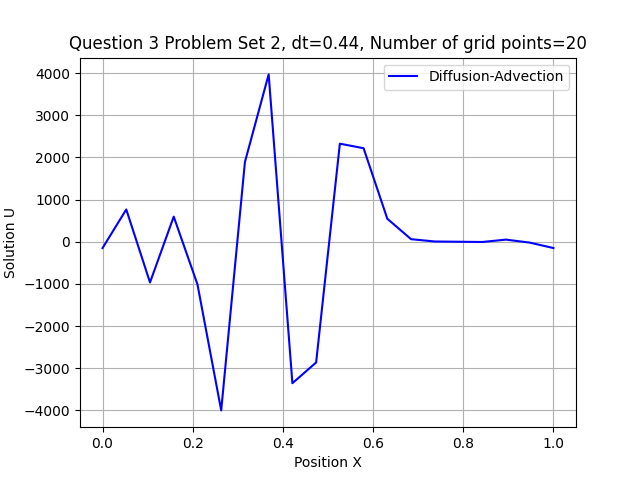 Question 3 Problem Set 2, dt=0.44, Number of grid points=20
Diffusion-Advection
4000
3000
2000
1000
0
−1000
−2000
−3000
−4000
Solution U
0.0 0.2 0.4 0.6 0.8 1.0
Position X